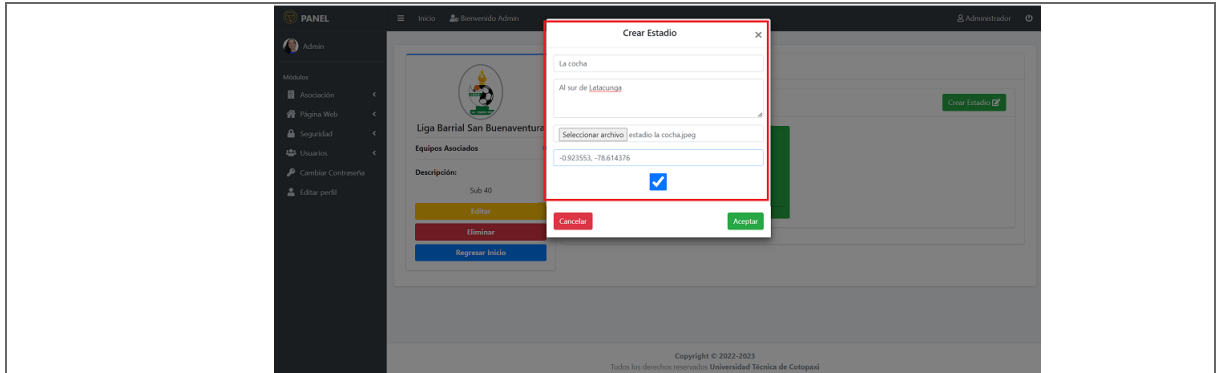 PANEL
Inicio
Bienvenido Admin
Administrador
Admin
Módulos
Asociación
Página Web
Seguridad
Usuarios
Cambiar Contraseña
Editar perfil
Liga Barrial San Buenaventura
Equipos Asociados
Descripción:
Sub 40
Editar
Eliminar
Regresar Inicio
Crear Estadio
×
La cocha
Al sur de Latacunga
Seleccionar archivo estadio la cocha.jpeg
-0.923553, -78.614376
Cancelar
Aceptar
Crear Estadio
Copyright © 2022-2023
Todos los derechos reservados Universidad Técnica de Cotopaxi